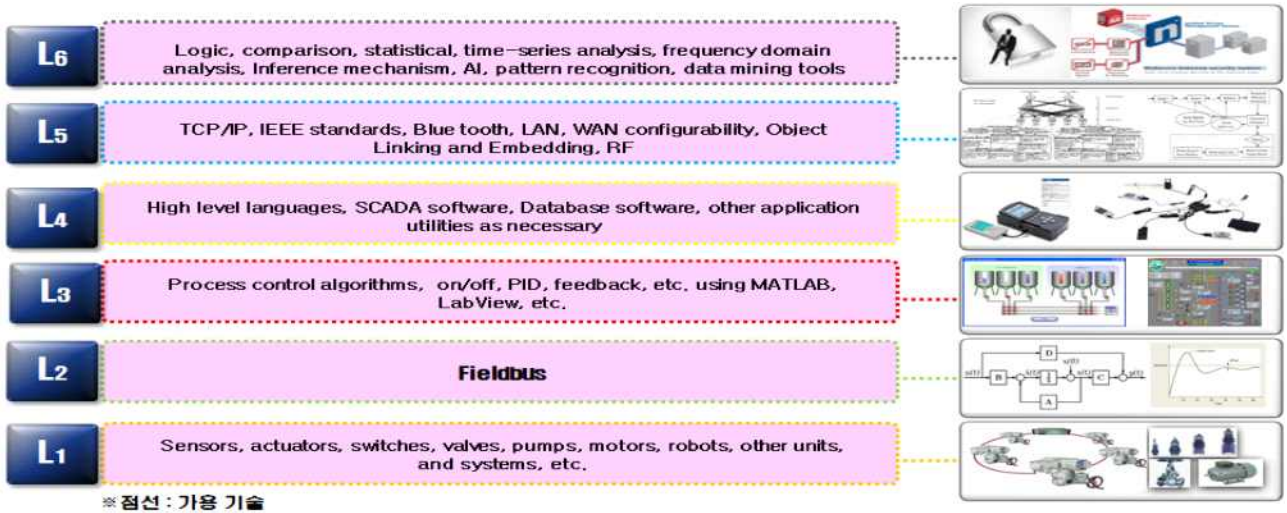 L6
Logic, comparison, statistical, time-series analysis, frequency domain
analysis, Inference mechanism, AI, pattern recognition, data mining tools
L5
TCP/IP, IEEE standards, Blue tooth, LAN, WAN configurability, Object
Linking and Embedding, RF
L4
High level languages, SCADA software, Database software, other application
utilities as necessary
L3
Process control algorithms, on/off, PID, feedback, etc. using MATLAB,
LabView, etc.
L2
Fieldbus
D
B
C
A
L1
Sensors, actuators, switches, valves, pumps, motors, robots, other units,
and systems, etc.
※점선 : 가용 기술